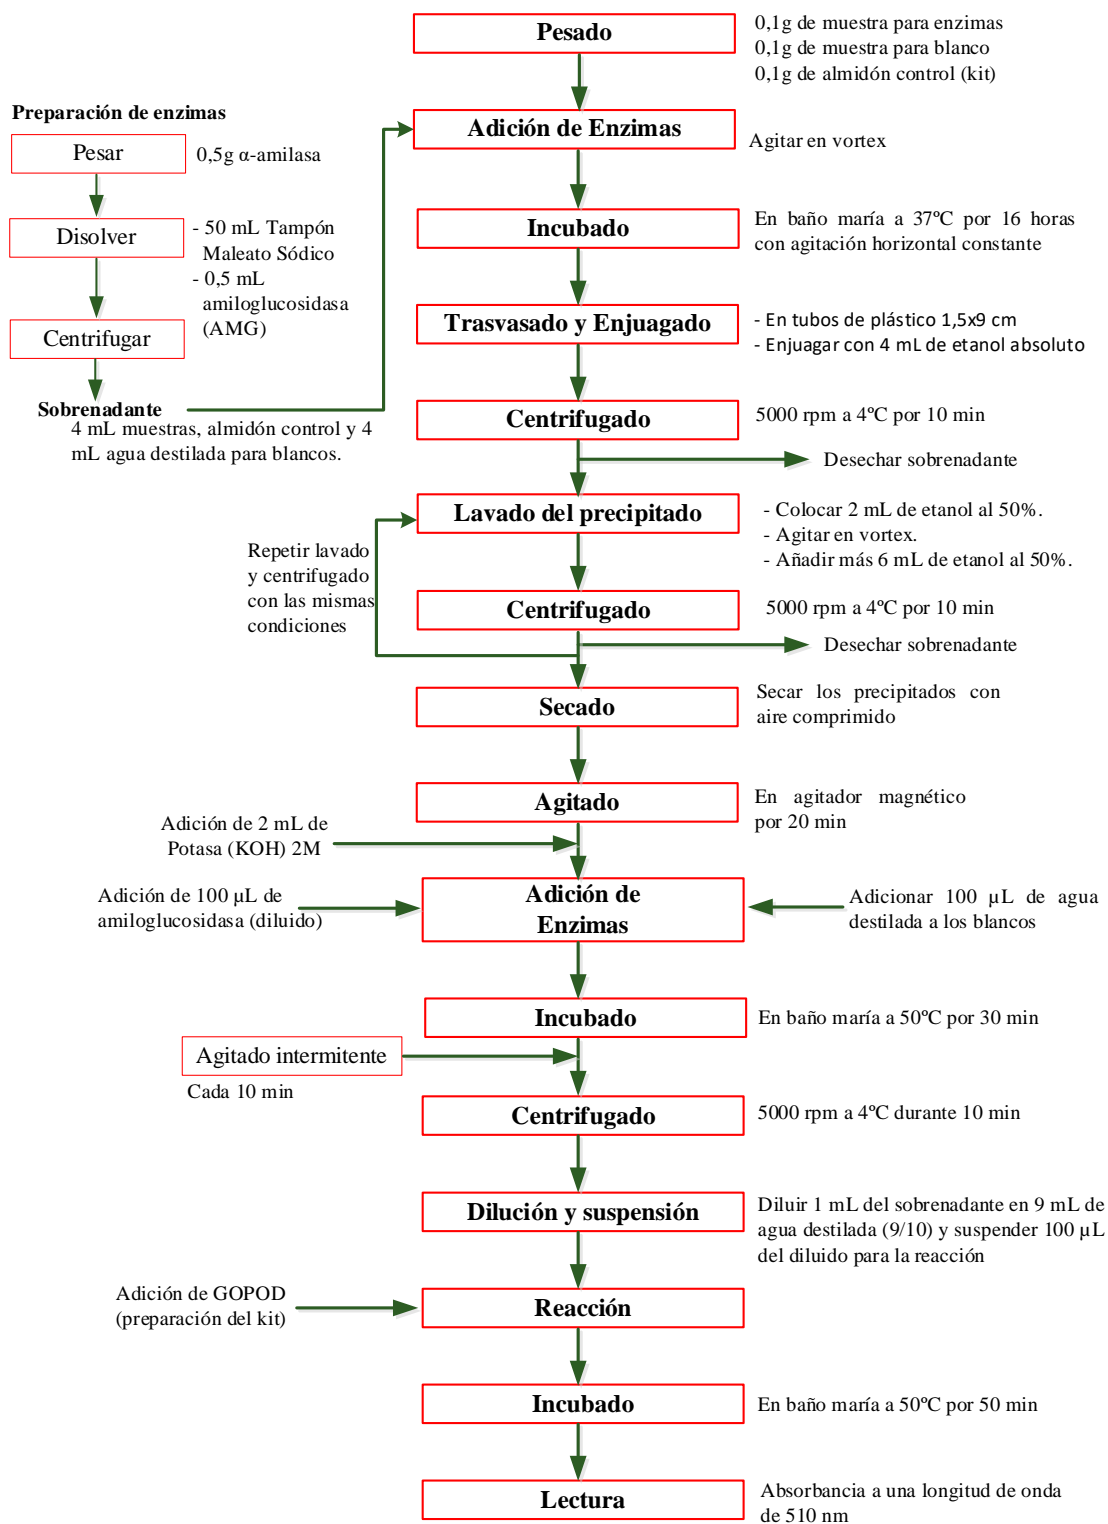 Pesado
0,1g de muestra para enzimas
0,1g de muestra para blanco
0,1g de almidón control (kit)
Preparación de enzimas
Pesar
0,5g α-amilasa
Disolver
- 50 mL Tampón
Maleato Sódico
- 0,5 mL
amiloglucosidasa
(AMG)
Centrifugar
Sobrenadante
4 mL muestras, almidón control y 4
mL agua destilada para blancos.
Adición de Enzimas
Agitar en vortex
Incubado
En baño maría a 37ºC por 16 horas
con agitación horizontal constante
Trasvasado y Enjuagado
- En tubos de plástico 1,5x9 cm
- Enjuagar con 4 mL de etanol absoluto
Centrifugado
5000 rpm a 4ºC por 10 min
Desechar sobrenadante
Lavado del precipitado
- Colocar 2 mL de etanol al 50%.
- Agitar en vortex.
- Añadir más 6 mL de etanol al 50%.
Repetir lavado
y centrifugado
con las mismas
condiciones
Centrifugado
5000 rpm a 4ºC por 10 min
Desechar sobrenadante
Secado
Secar los precipitados con
aire comprimido
Agitado
En agitador magnético
por 20 min
Adición de 2 mL de
Potasa (KOH) 2M
Adición de 100 µL de
amiloglucosidasa (diluido)
Adición de
Enzimas
Adicionar 100 µL de agua
destilada a los blancos
Incubado
En baño maría a 50ºC por 30 min
Agitado intermitente
Cada 10 min
Centrifugado
5000 rpm a 4ºC durante 10 min
Dilución y suspensión
Diluir 1 mL del sobrenadante en 9 mL de
agua destilada (9/10) y suspender 100 µL
del diluido para la reacción
Adición de GOPOD
(preparación del kit)
Reacción
Incubado
En baño maría a 50ºC por 50 min
Lectura
Absorbancia a una longitud de onda
de 510 nm